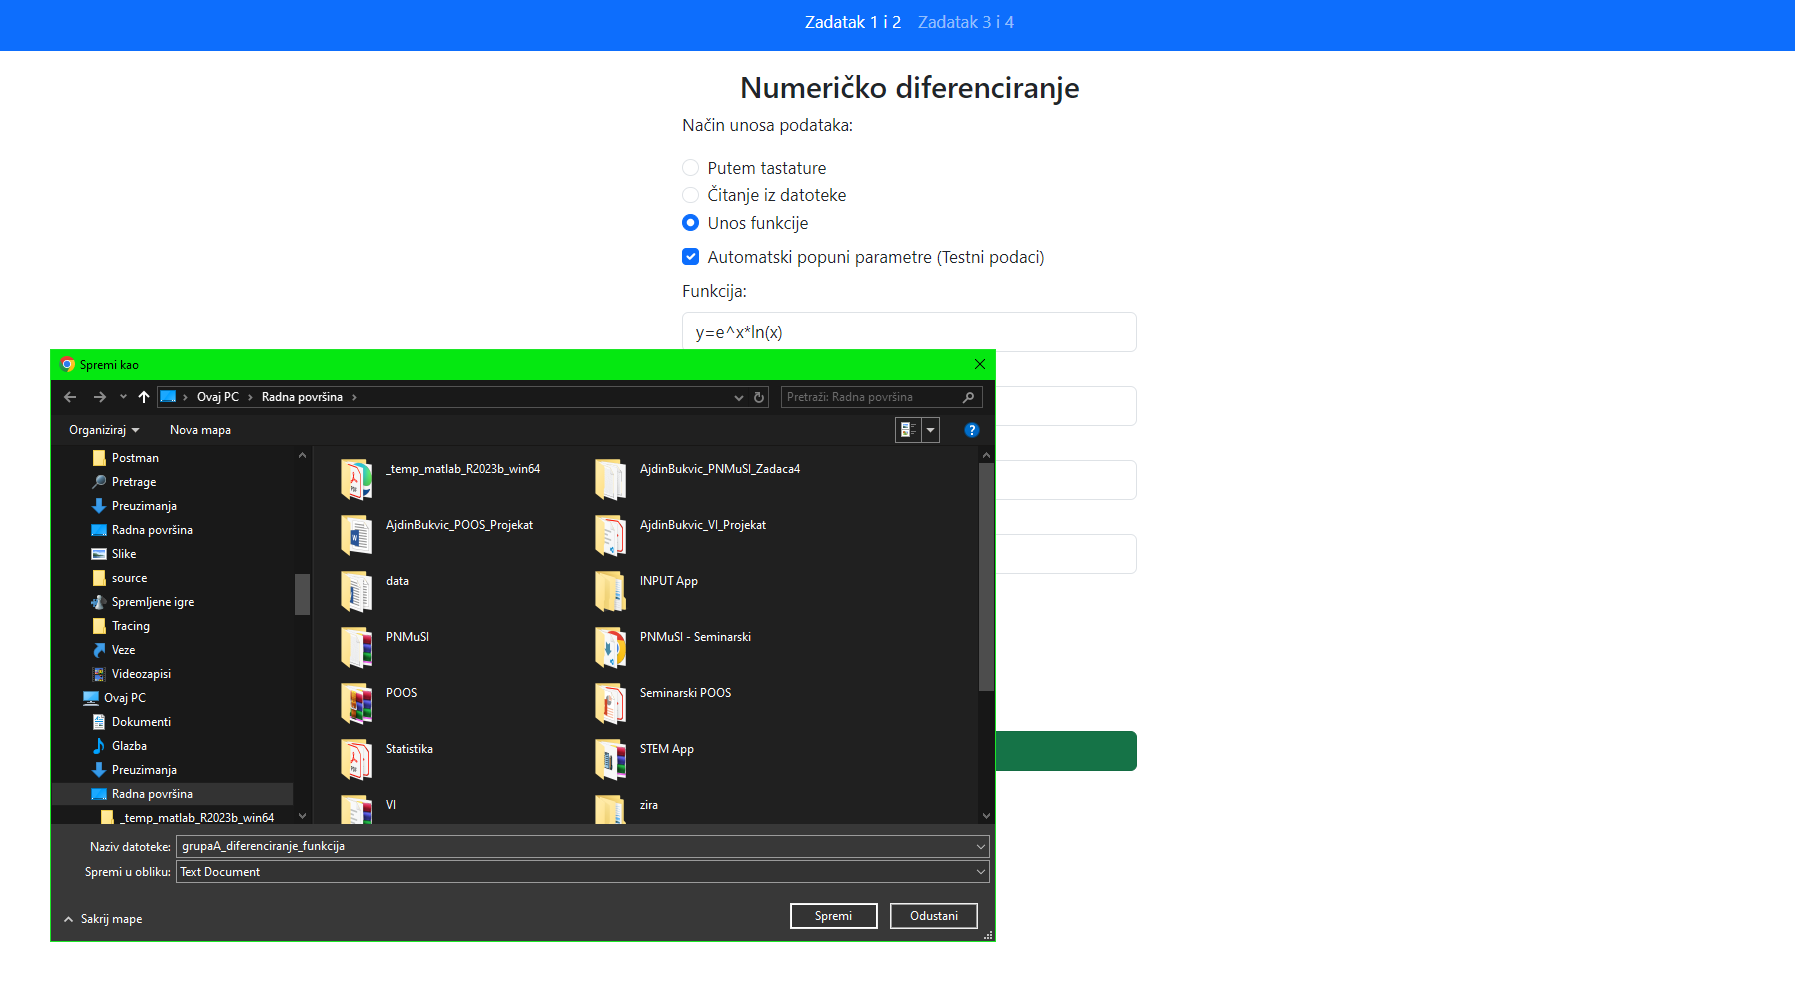 Zadatak 1 i 2 Zadatak 3 i 4
Numeričko diferenciranje
Način unosa podataka:
Putem tastature
Čitanje iz datoteke
Unos funkcije
Automatski popuni parametre (Testni podaci)
Funkcija:
y=e^x*ln(x)
Spremi kao
Ovaj PC > Radna površina >
Pretraži: Radna površina
Organiziraj
Nova mapa
Postman
Pretrage
Preuzimanja
Radna površina
Slike
source
Spremljene igre
Tracing
Veze
Videozapisi
Ovaj PC
Dokumenti
Glazba
Preuzimanja
Radna površina
_temp_matlab_R2023b_win64
_temp_matlab_R2023b_win64
AjdinBukvic_PNMuSI_Zadaca4
AjdinBukvic_POOS_Projekat
AjdinBukvic_VI_Projekat
data
INPUT App
PNMuSI
PNMuSI - Seminarski
POOS
Seminarski POOS
Statistika
STEM App
VI
zira
Naziv datoteke: grupaA_diferenciranje_funkcija
Spremi u obliku: Text Document
Sakrij mape
Spremi
Odustani